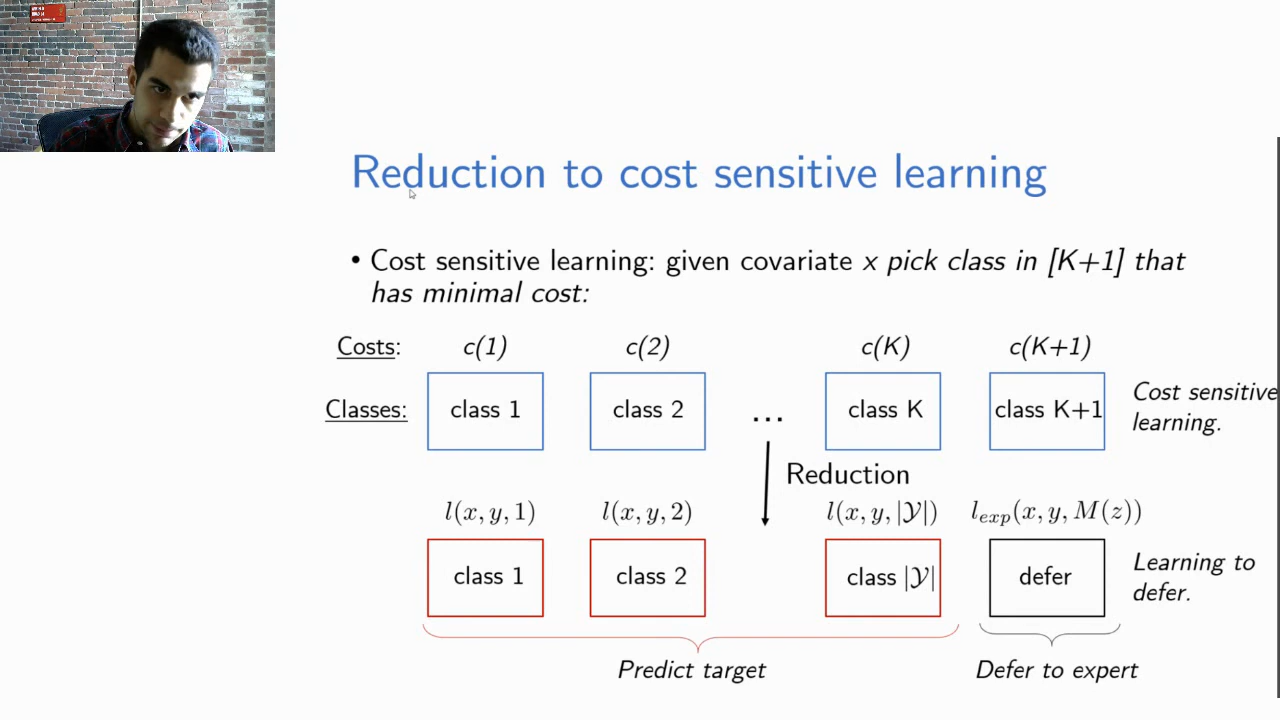 Reduction to cost sensitive learning
• Cost sensitive learning: given covariate x pick class in [K+1] that
has minimal cost:
Costs: c(1) c(2) c(K) c(K+1)
Classes: class 1 class 2 ... class K class K+1 Cost sensitive
learning.
Reduction
l(x, y, 1) l(x, y, 2) l(x, y, |𝒴|) l_{exp}(x, y, M(z))
class 1 class 2 class |𝒴| defer Learning to
defer.
Predict target Defer to expert